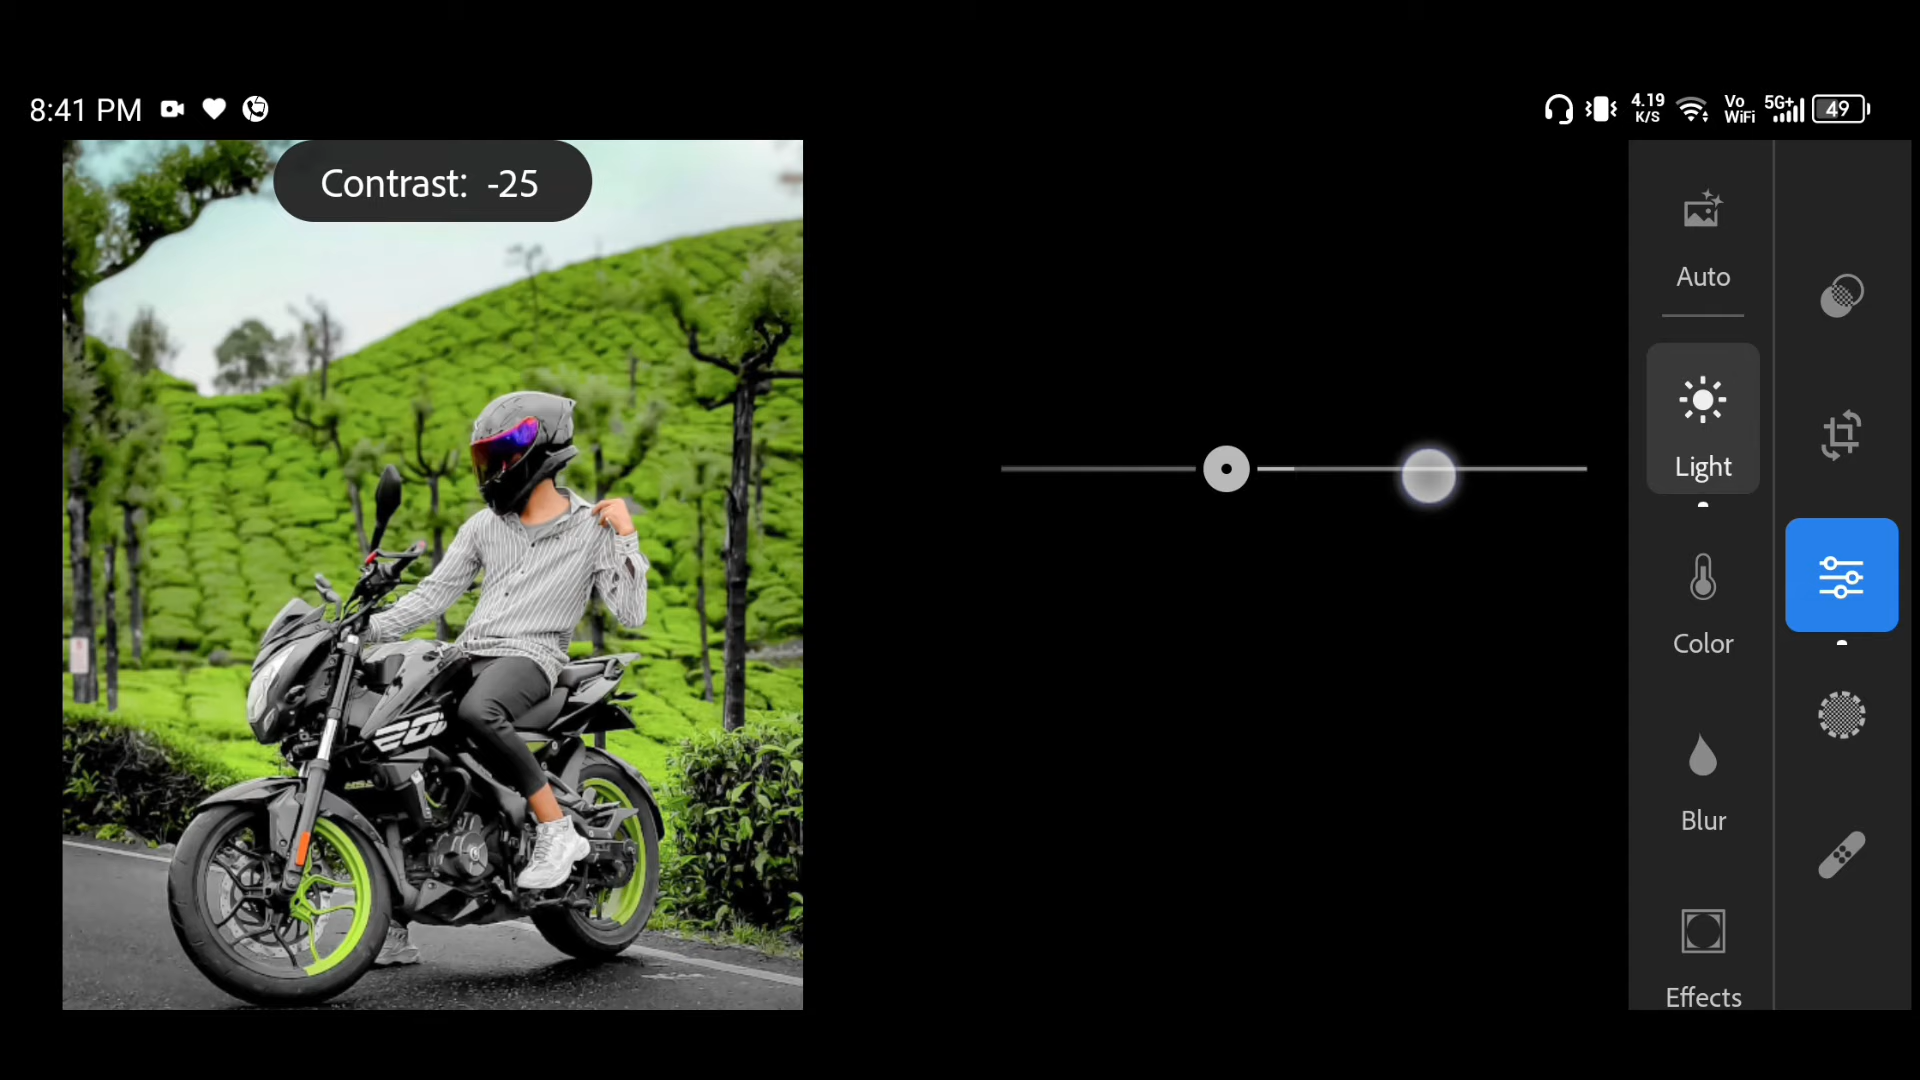 8:41 PM
4.19
K/S
Vo
WiFi
5G+
49
Contrast: -25
Auto
Light
Color
Blur
Effects